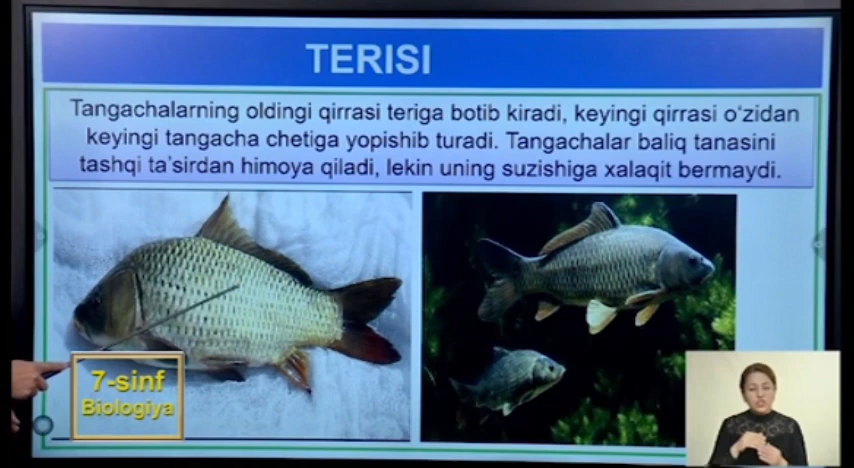 TERISI
Tangachalarning oldingi qirrasi teriga botib kiradi, keyingi qirrasi o‘zidan
keyingi tangacha chetiga yopishib turadi. Tangachalar baliq tanasini
tashqi ta’sirdan himoya qiladi, lekin uning suzishiga xalaqit bermaydi.
7-sinf
Biologiya